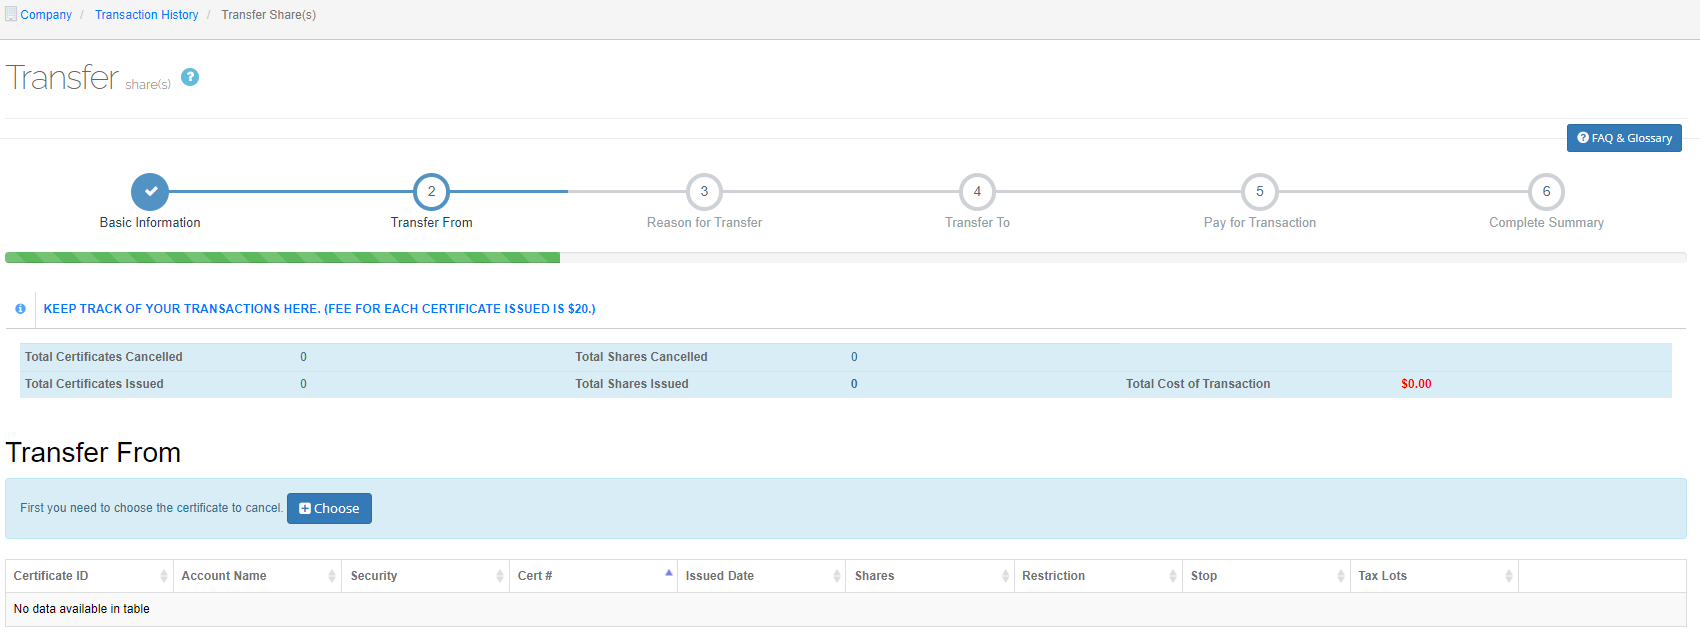 Company / Transaction History / Transfer Share(s)
Transfer share(s) ?
? FAQ & Glossary
2 3 4 5 6
Basic Information Transfer From Reason for Transfer Transfer To Pay for Transaction Complete Summary
KEEP TRACK OF YOUR TRANSACTIONS HERE. (FEE FOR EACH CERTIFICATE ISSUED IS $20.)
Total Certificates Cancelled 0 Total Shares Cancelled 0
Total Certificates Issued 0 Total Shares Issued 0 Total Cost of Transaction $0.00
Transfer From
First you need to choose the certificate to cancel. Choose
Certificate ID Account Name Security Cert # Issued Date Shares Restriction Stop Tax Lots
No data available in table